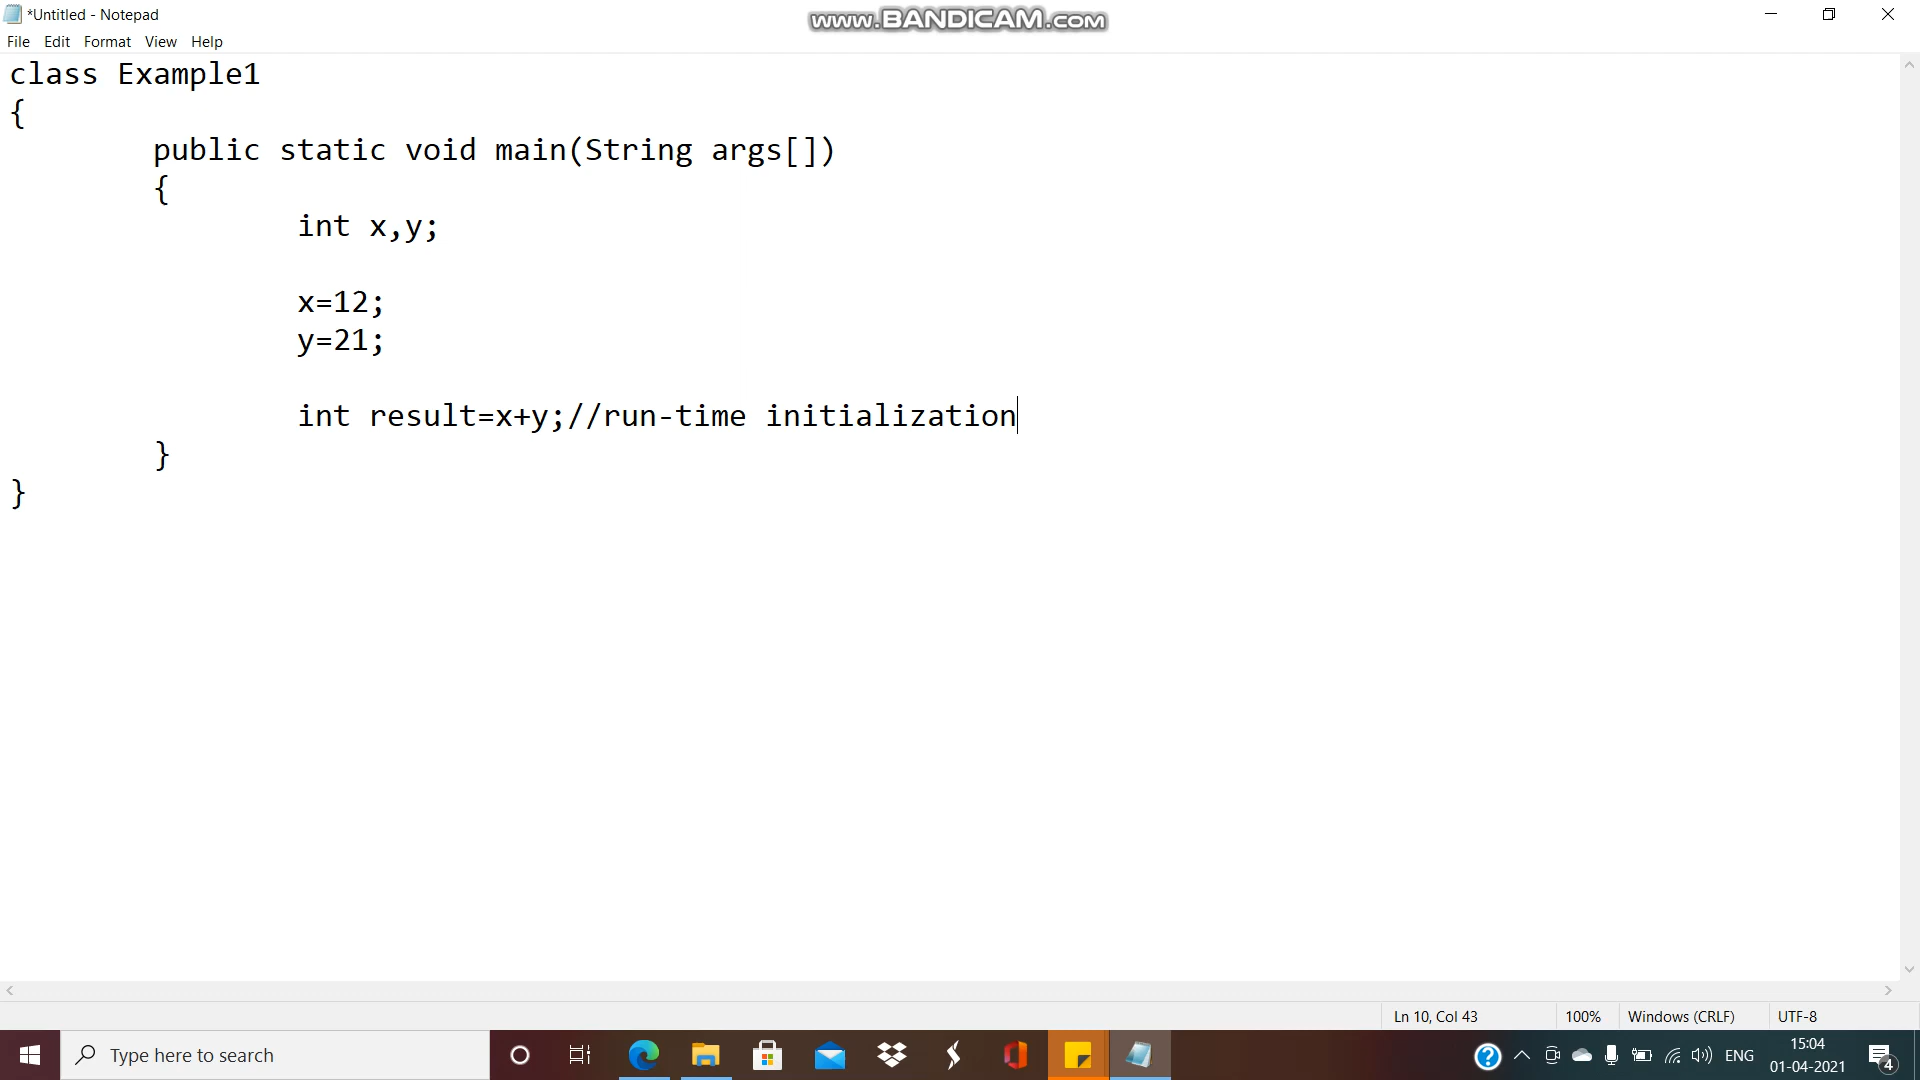 *Untitled - Notepad
www.BANDICAM.com
File Edit Format View Help
class Example1
{
public static void main(String args[])
{
int x,y;
x=12;
y=21;
int result=x+y;//run-time initialization
}
}
Ln 10, Col 43
100%
Windows (CRLF)
UTF-8
Type here to search
ENG
15:04
01-04-2021
4